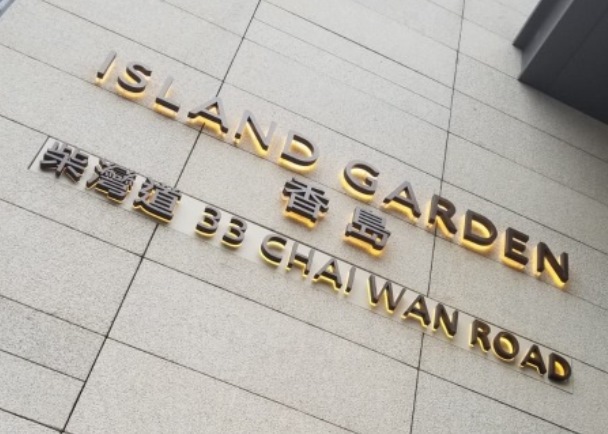 ISLAND GARDEN
香島
柴灣道 33 CHAI WAN ROAD